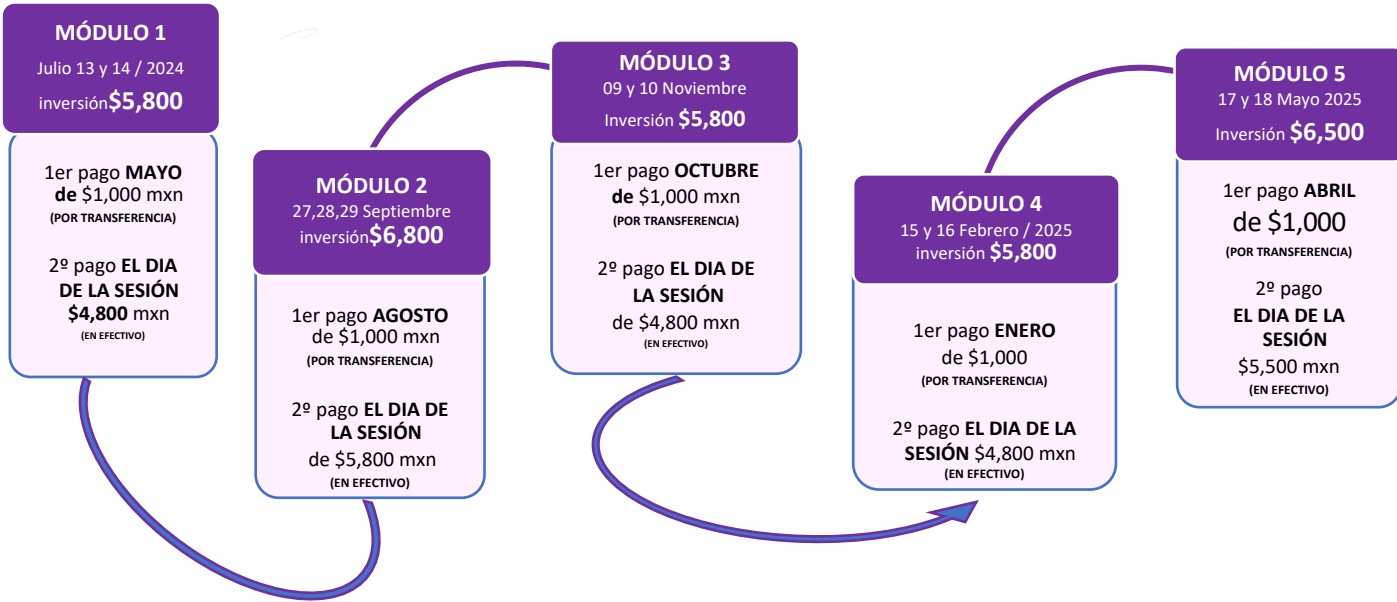 MÓDULO 1
Julio 13 y 14 / 2024
inversión$5,800
1er pago MAYO
de $1,000 mxn
(POR TRANSFERENCIA)
2º pago EL DIA
DE LA SESIÓN
$4,800 mxn
(EN EFECTIVO)
MÓDULO 2
27,28,29 Septiembre
inversión$6,800
1er pago AGOSTO
de $1,000 mxn
(POR TRANSFERENCIA)
2º pago EL DIA DE
LA SESIÓN
de $5,800 mxn
(EN EFECTIVO)
MÓDULO 3
09 y 10 Noviembre
Inversión $5,800
1er pago OCTUBRE
de $1,000 mxn
(POR TRANSFERENCIA)
2º pago EL DIA DE
LA SESIÓN
de $4,800 mxn
(EN EFECTIVO)
MÓDULO 4
15 y 16 Febrero / 2025
inversión $5,800
1er pago ENERO
de $1,000
(POR TRANSFERENCIA)
2º pago EL DIA DE LA
SESIÓN $4,800 mxn
(EN EFECTIVO)
MÓDULO 5
17 y 18 Mayo 2025
Inversión $6,500
1er pago ABRIL
de $1,000
(POR TRANSFERENCIA)
2º pago
EL DIA DE LA
SESIÓN
$5,500 mxn
(EN EFECTIVO)